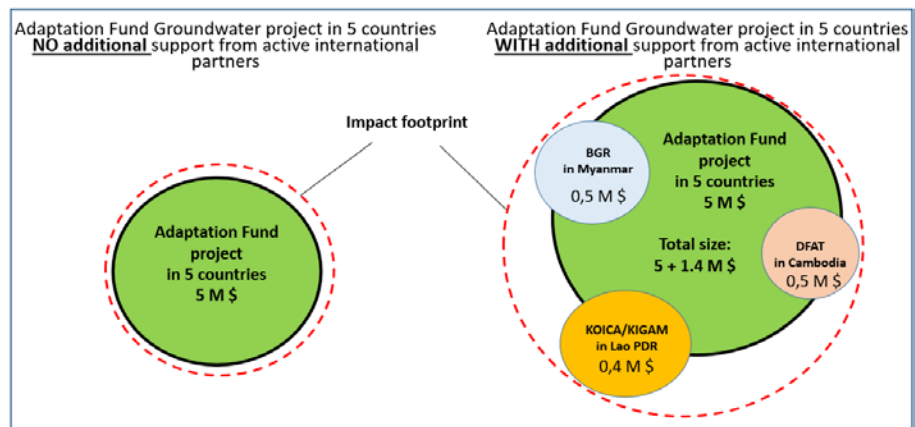 Adaptation Fund Groundwater project in 5 countries
NO additional support from active international
partners
Adaptation Fund Groundwater project in 5 countries
WITH additional support from active international
partners
Impact footprint
Adaptation Fund
project
in 5 countries
5 M $
BGR
in Myanmar
0,5 M $
Adaptation Fund
project
in 5 countries
5 M $
Total size:
5 + 1.4 M $
DFAT
in Cambodia
0,5 M $
KOICA/KIGAM
in Lao PDR
0,4 M $